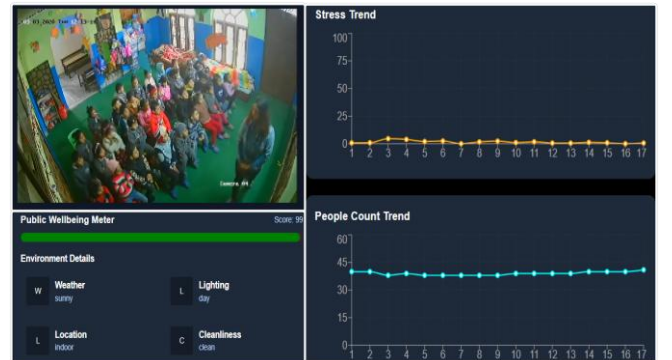 Camera 04
Public Wellbeing Meter
Score: 99
Environment Details
W
Weather
sunny
L
Lighting
day
L
Location
indoor
C
Cleanliness
clean
Stress Trend
100
75
50
25
0
1 2 3 4 5 6 7 8 9 10 11 12 13 14 15 16 17
People Count Trend
60
45
30
15
0
1 2 3 4 5 6 7 8 9 10 11 12 13 14 15 16 17